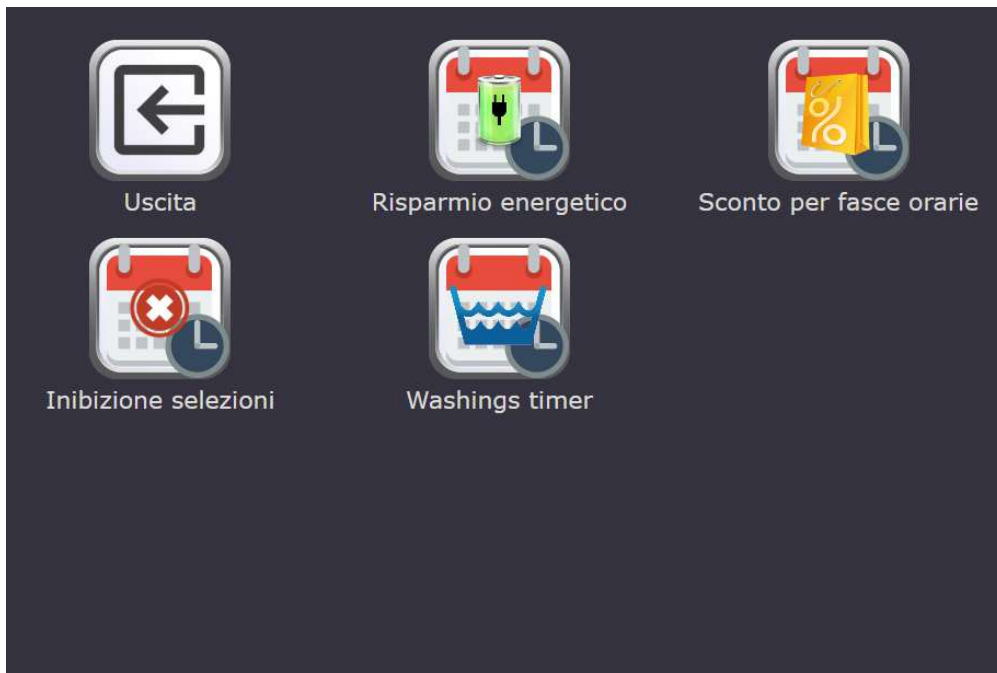 Uscita
Risparmio energetico
Sconto per fasce orarie
Inibizione selezioni
Washings timer